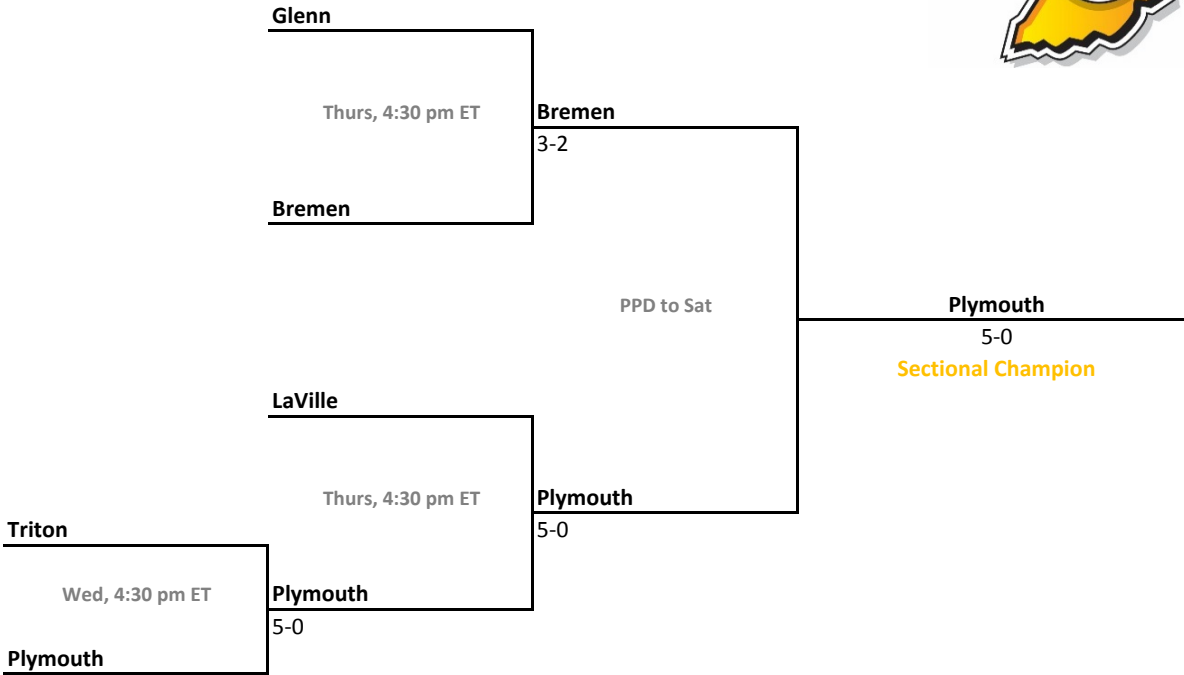 Glenn
Thurs, 4:30 pm ET
Bremen
3-2
Bremen
PPD to Sat
Plymouth
5-0
Sectional Champion
LaVille
Thurs, 4:30 pm ET
Plymouth
5-0
Triton
Wed, 4:30 pm ET
Plymouth
5-0
Plymouth